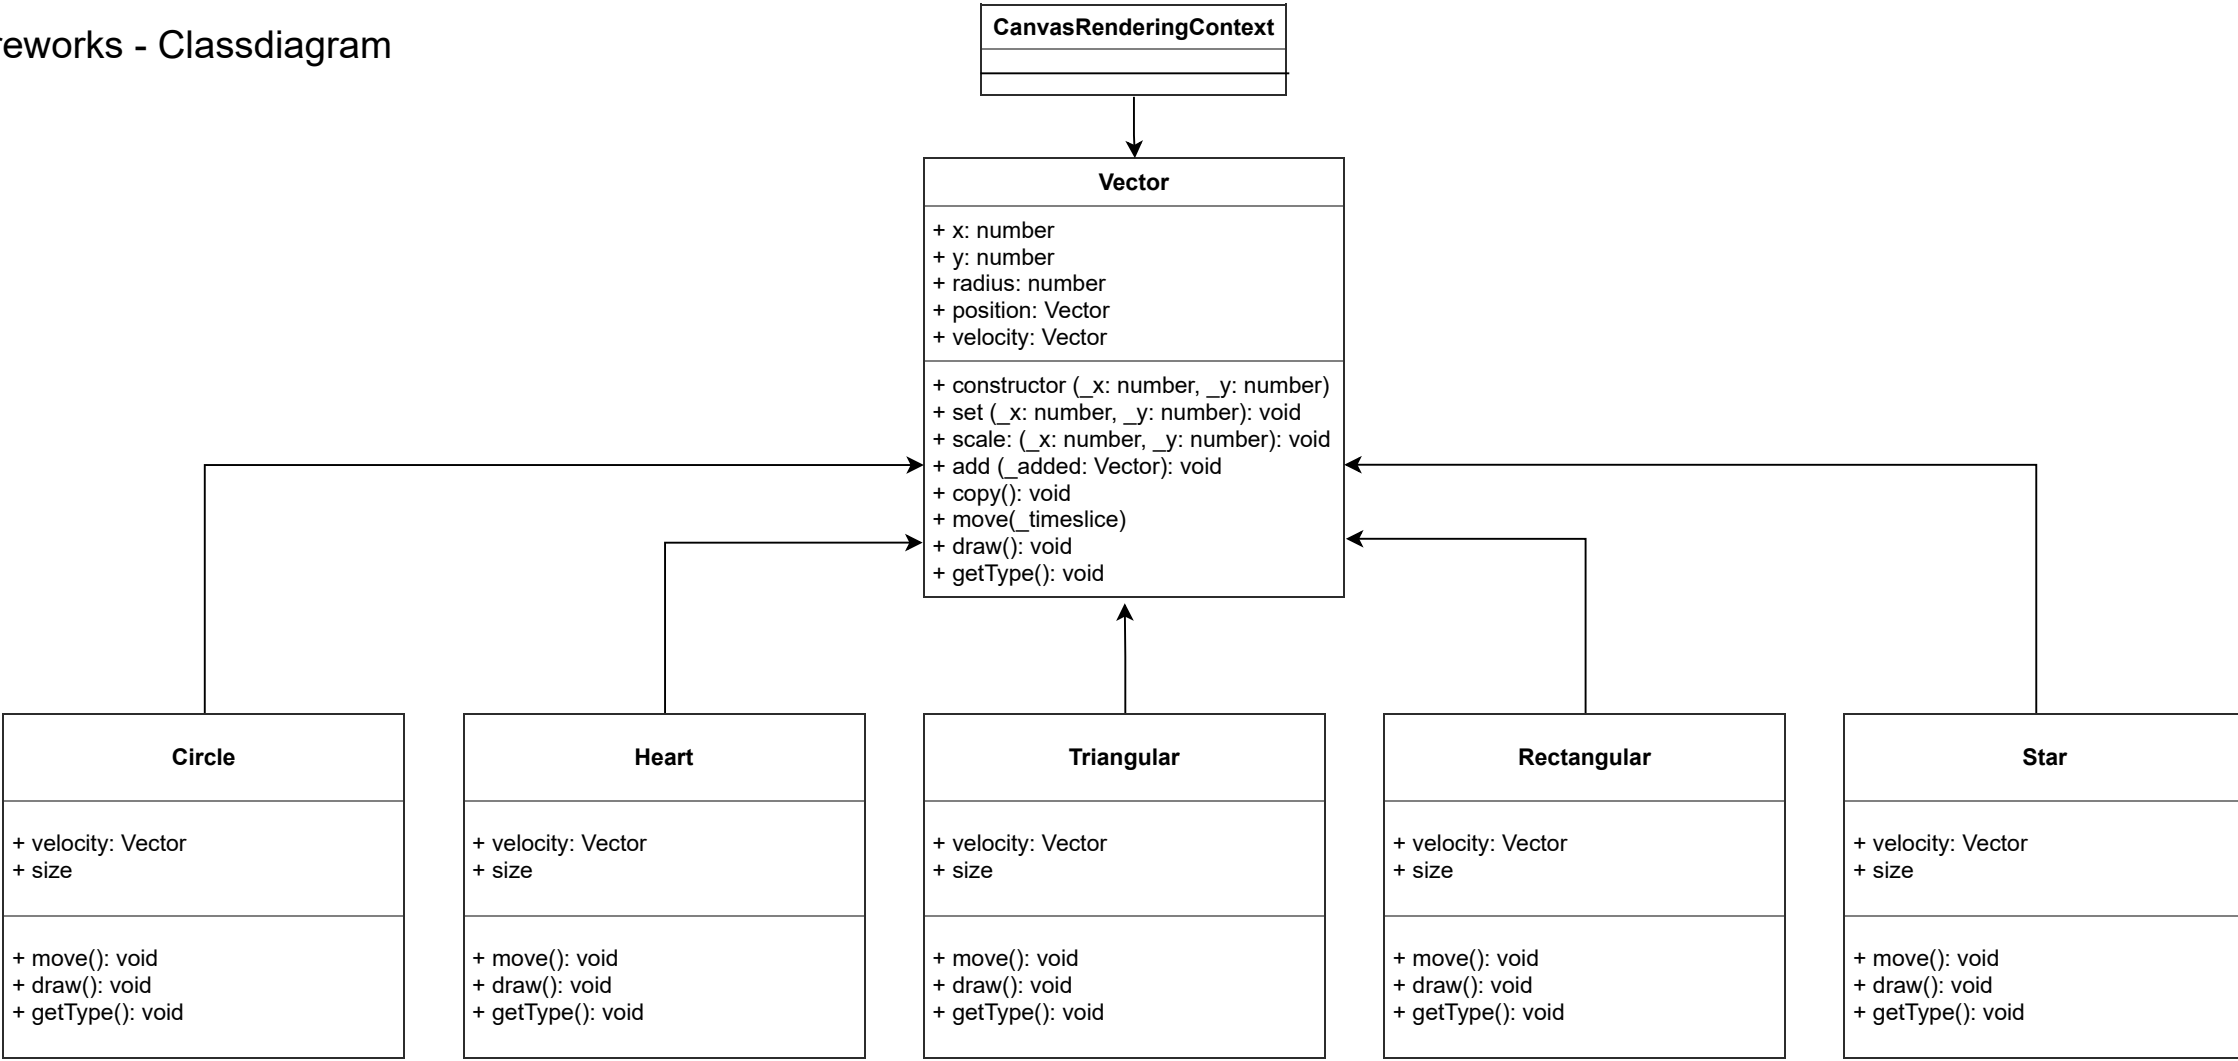 reworks - Classdiagram
CanvasRenderingContext
Vector
+ x: number
+ y: number
+ radius: number
+ position: Vector
+ velocity: Vector
+ constructor (_x: number, _y: number)
+ set (_x: number, _y: number): void
+ scale: (_x: number, _y: number): void
+ add (_added: Vector): void
+ copy(): void
+ move(_timeslice)
+ draw(): void
+ getType(): void
Circle
+ velocity: Vector
+ size
+ move(): void
+ draw(): void
+ getType(): void
Heart
+ velocity: Vector
+ size
+ move(): void
+ draw(): void
+ getType(): void
Triangular
+ velocity: Vector
+ size
+ move(): void
+ draw(): void
+ getType(): void
Rectangular
+ velocity: Vector
+ size
+ move(): void
+ draw(): void
+ getType(): void
Star
+ velocity: Vector
+ size
+ move(): void
+ draw(): void
+ getType(): void